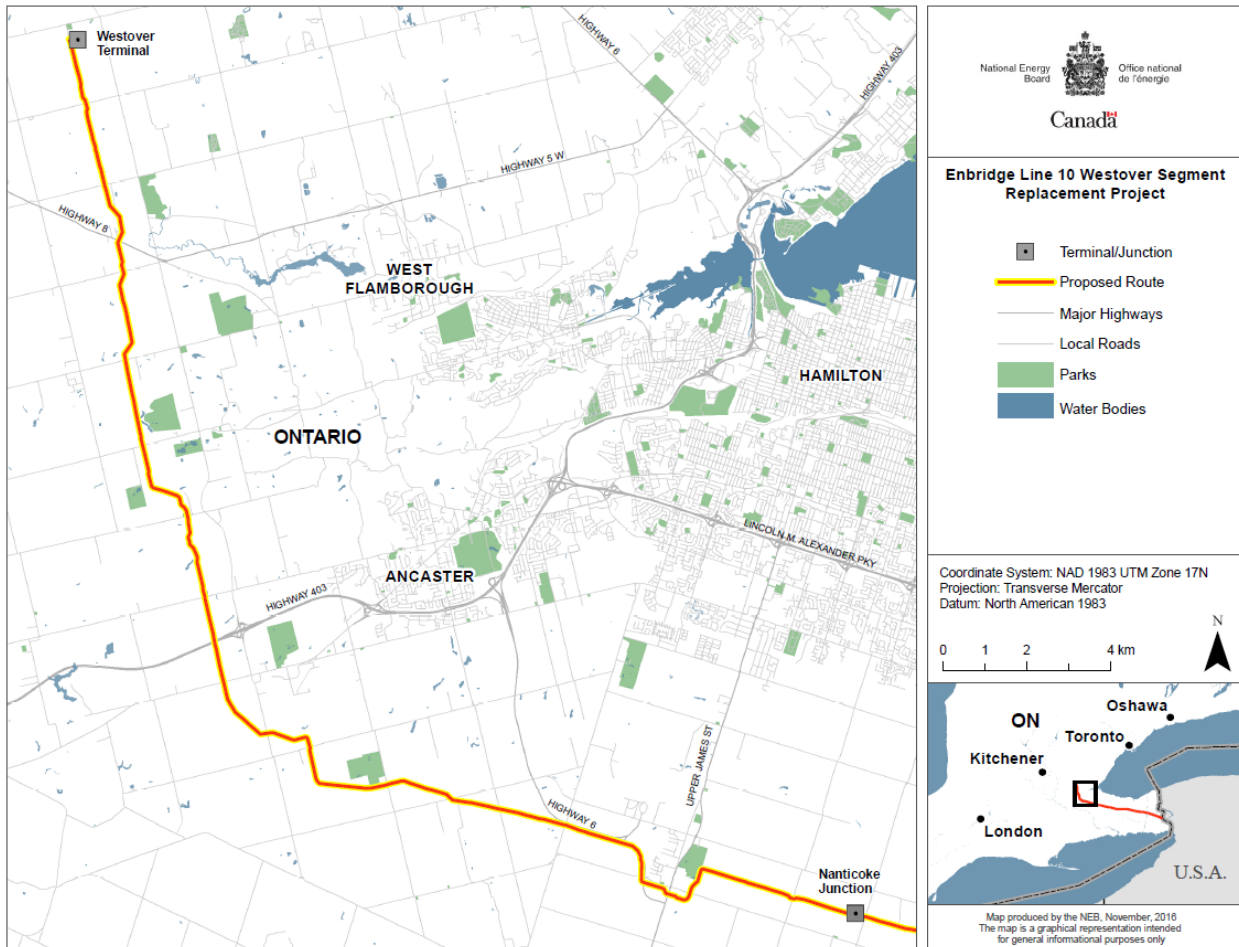 Westover
Terminal
HIGHWAY 6
HIGHWAY 403
HIGHWAY 5 W
HIGHWAY 8
WEST
FLAMBOROUGH
HAMILTON
ONTARIO
LINCOLN M. ALEXANDER PKY
ANCASTER
HIGHWAY 403
UPPER JAMES ST
HIGHWAY 6
Nanticoke
Junction
National Energy
Board
Office national
de l'énergie
Canada
Enbridge Line 10 Westover Segment
Replacement Project
Terminal/Junction
Proposed Route
Major Highways
Local Roads
Parks
Water Bodies
Coordinate System: NAD 1983 UTM Zone 17N
Projection: Transverse Mercator
Datum: North American 1983
N
0 1 2 4 km
ON
Oshawa
Toronto
Kitchener
London
U.S.A.
Map produced by the NEB, November, 2016
The map is a graphical representation intended
for general informational purposes only